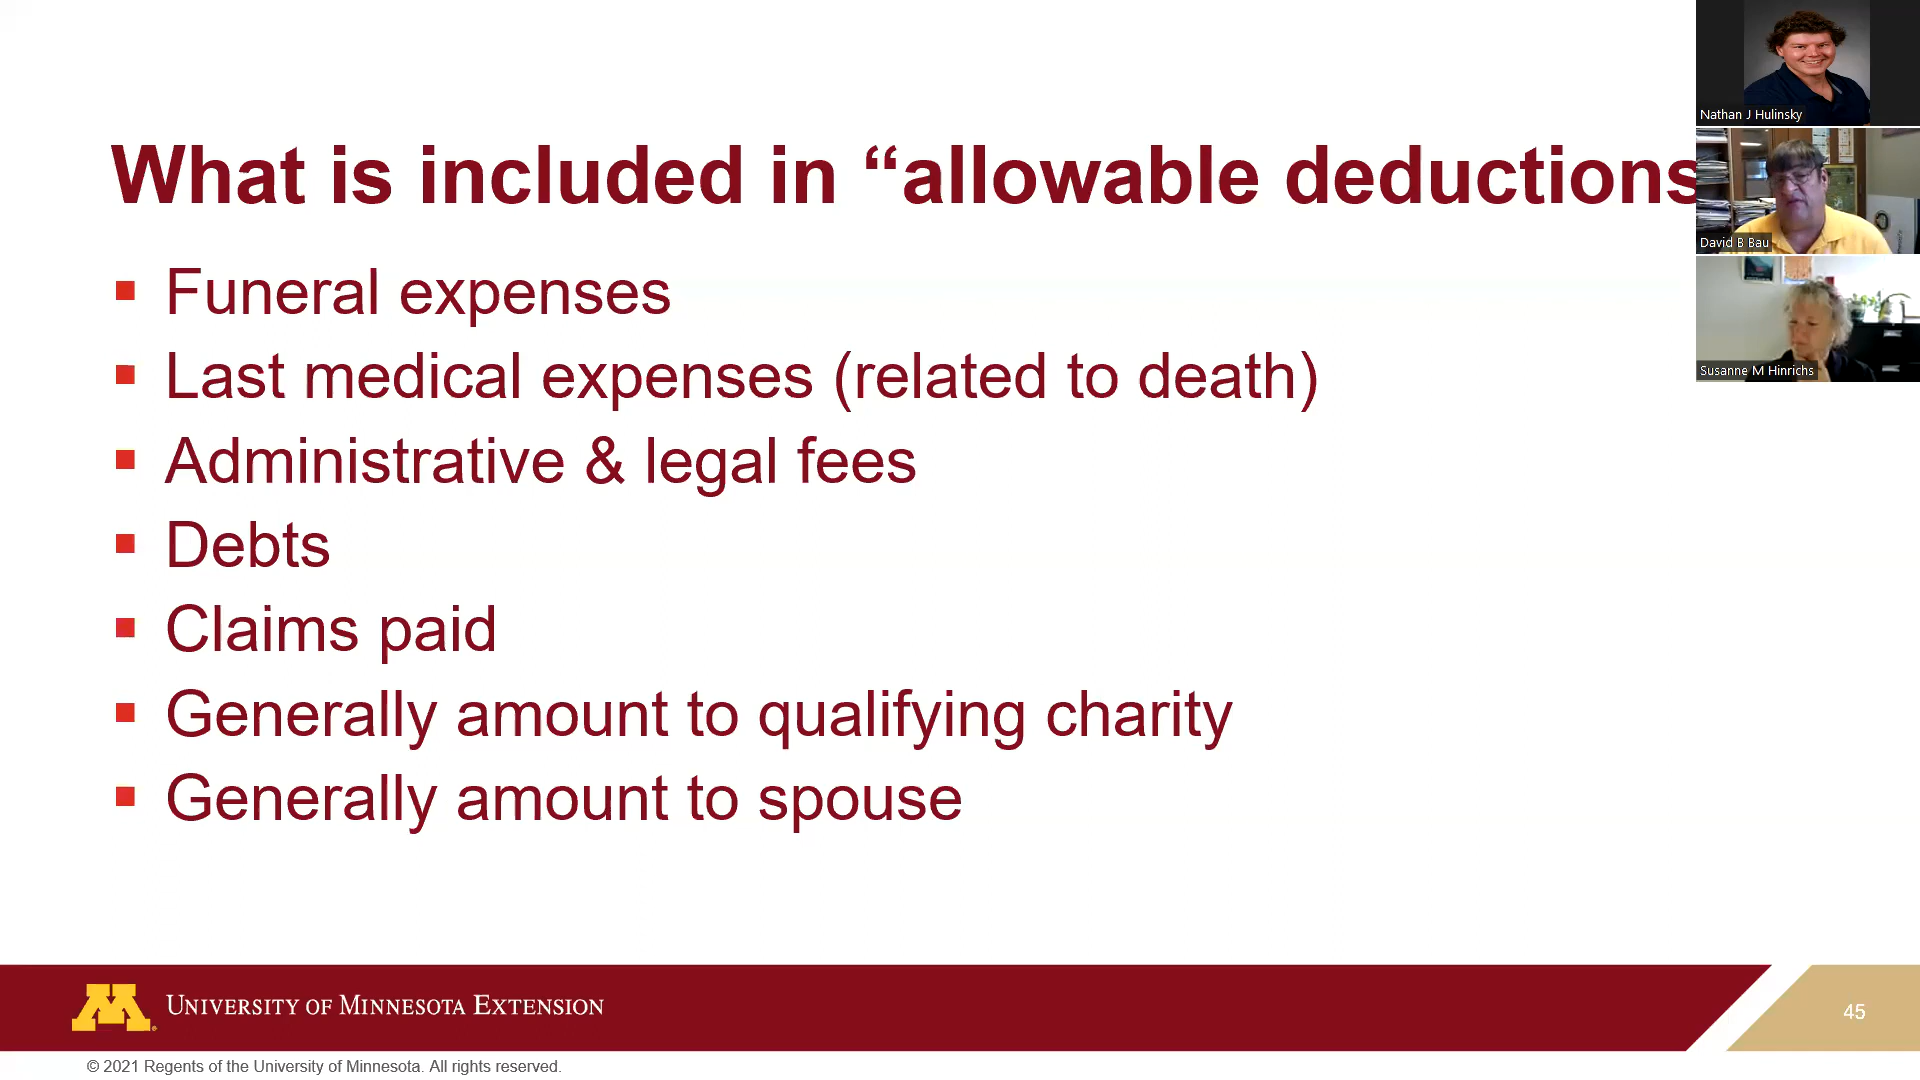 What is included in “allowable deductions
▪ Funeral expenses
▪ Last medical expenses (related to death)
▪ Administrative & legal fees
▪ Debts
▪ Claims paid
▪ Generally amount to qualifying charity
▪ Generally amount to spouse
Nathan J Hulinsky
David B Bau
Susanne M Hinrichs
M
UNIVERSITY OF MINNESOTA EXTENSION
45
© 2021 Regents of the University of Minnesota. All rights reserved.